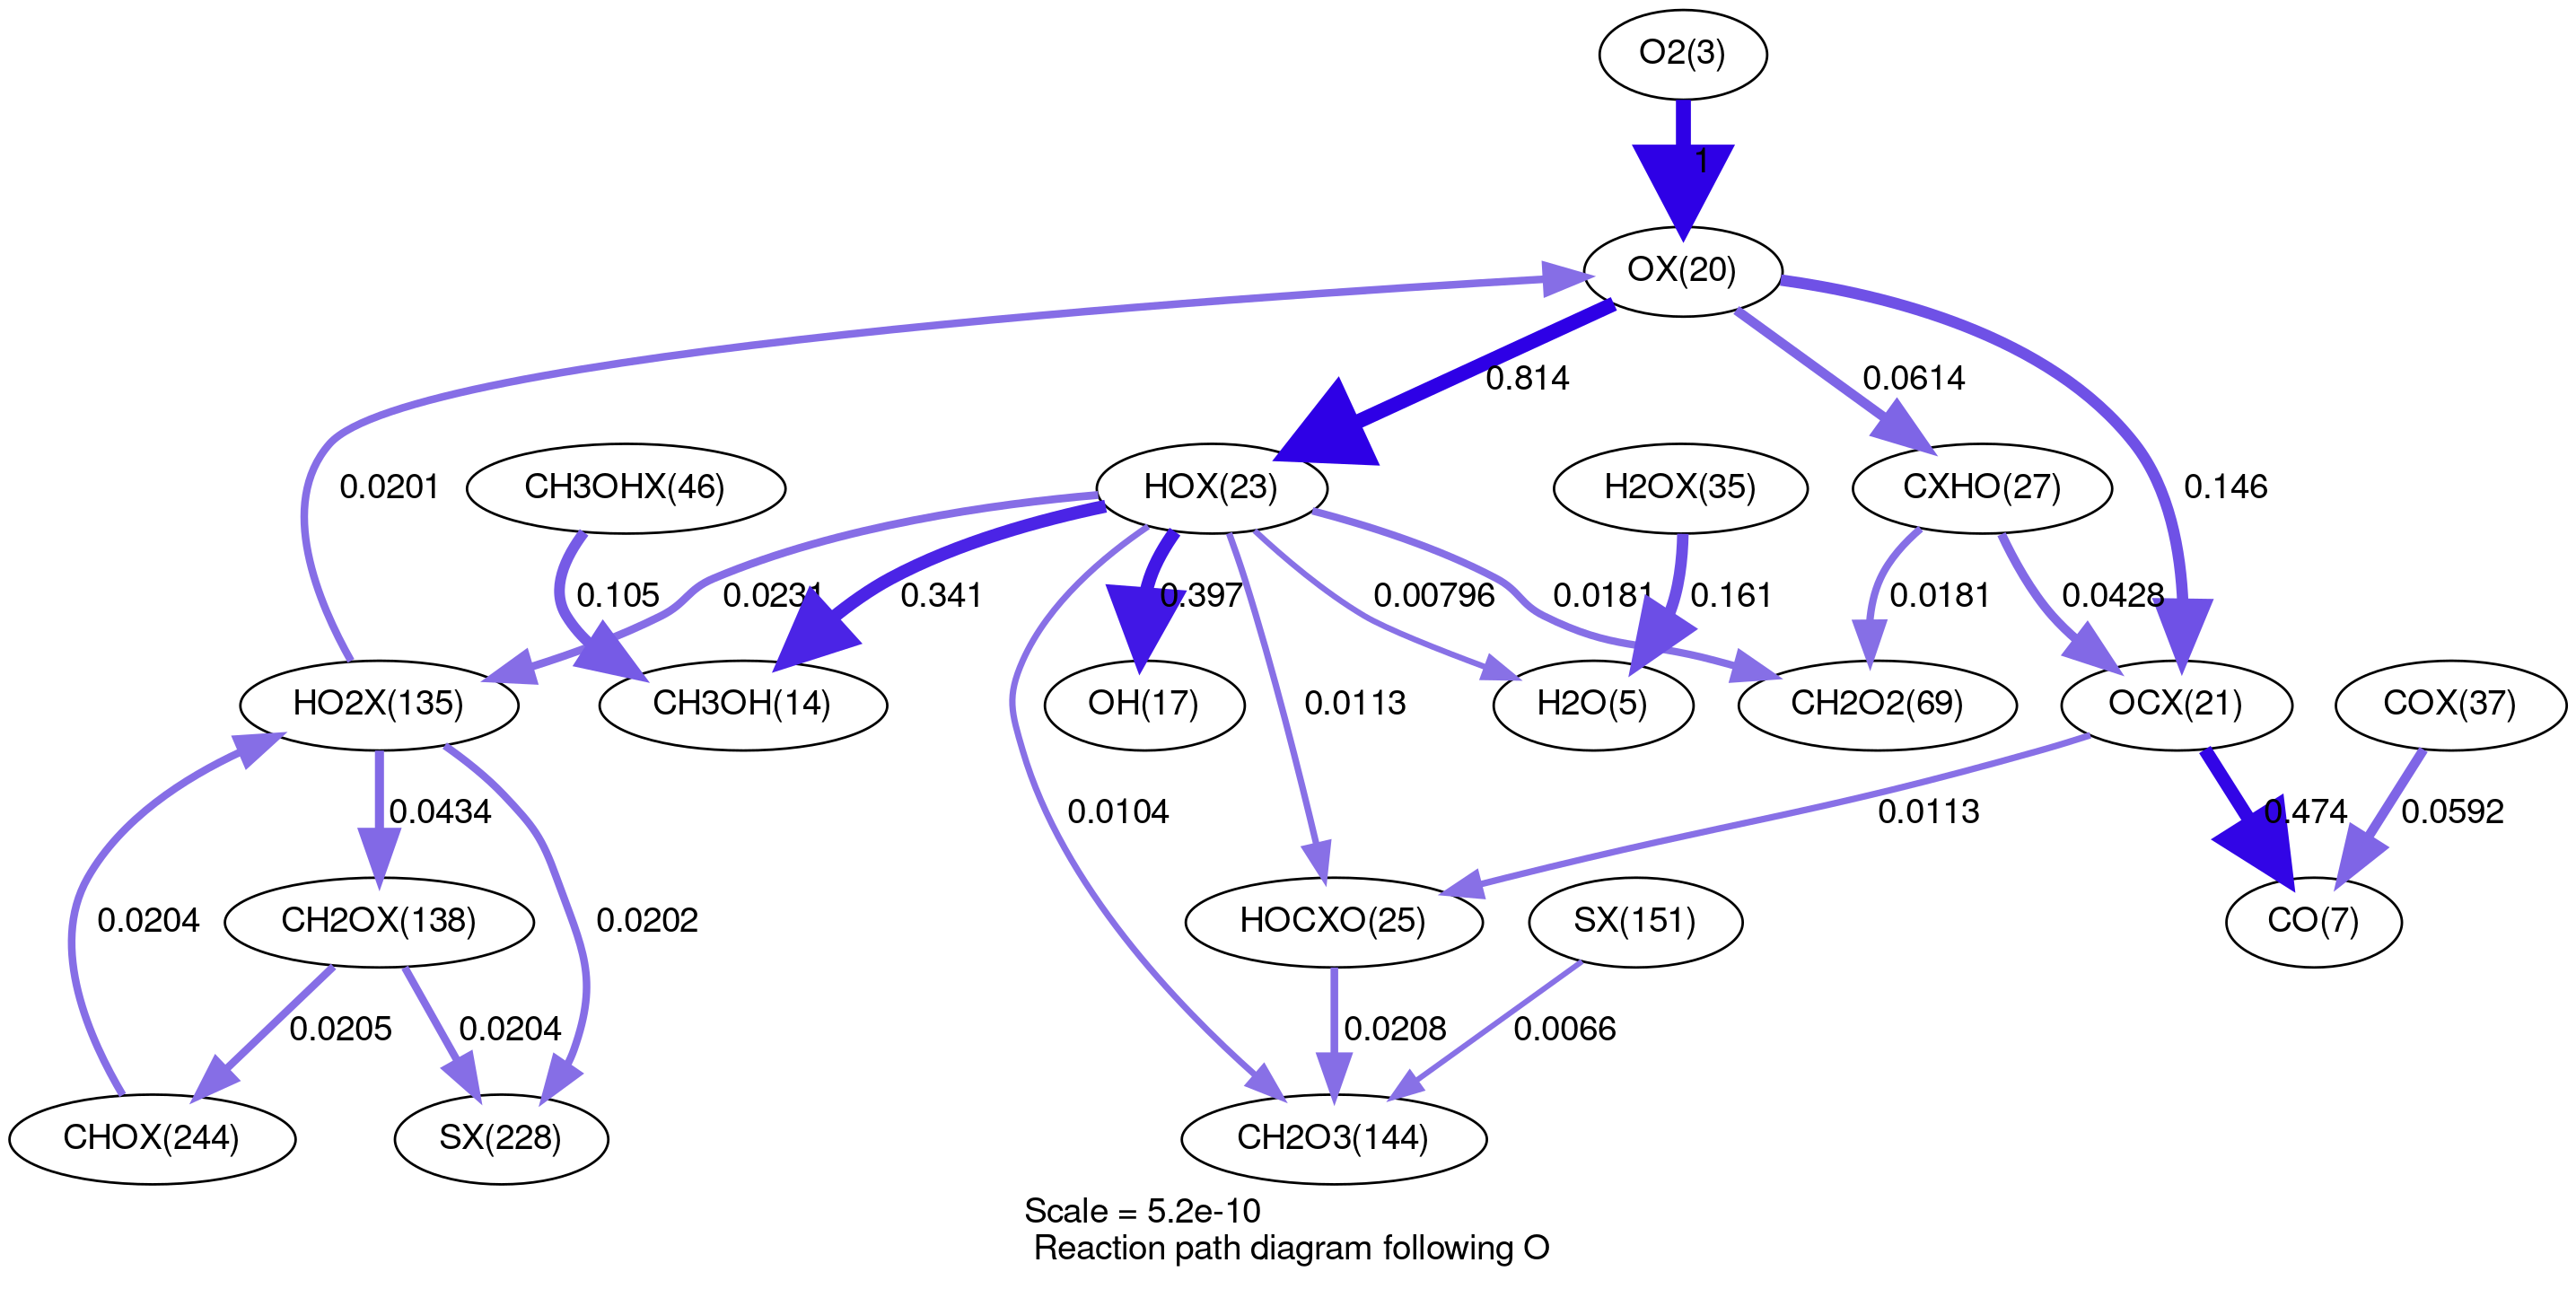 O2(3)
1
OX(20)
0.814
0.0614
0.0201
CH3OHX(46)
HOX(23)
H2OX(35)
CXHO(27)
0.146
0.105
0.0231
0.341
0.397
0.00796
0.0181
0.161
0.0181
0.0428
HO2X(135)
CH3OH(14)
OH(17)
0.0113
H2O(5)
CH2O2(69)
OCX(21)
COX(37)
0.0434
0.0104
0.0113
0.474
0.0592
0.0204
CH2OX(138)
0.0202
HOCXO(25)
SX(151)
CO(7)
0.0205
0.0204
0.0208
0.0066
CHOX(244)
SX(228)
CH2O3(144)
Scale = 5.2e-10
Reaction path diagram following O